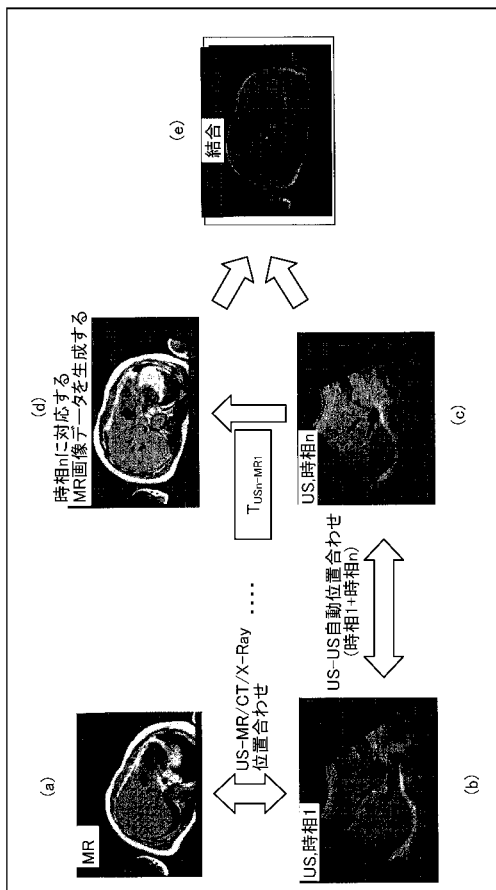 (a)
MR
US-MR/CT/X-Ray
位置合わせ
(b)
US,時相1
US-US自動位置合わせ
(時相1+時相n)
(c)
US,時相n
TUSn-MR1
(d)
時相nに対応する
MR画像データを生成する
(e)
結合